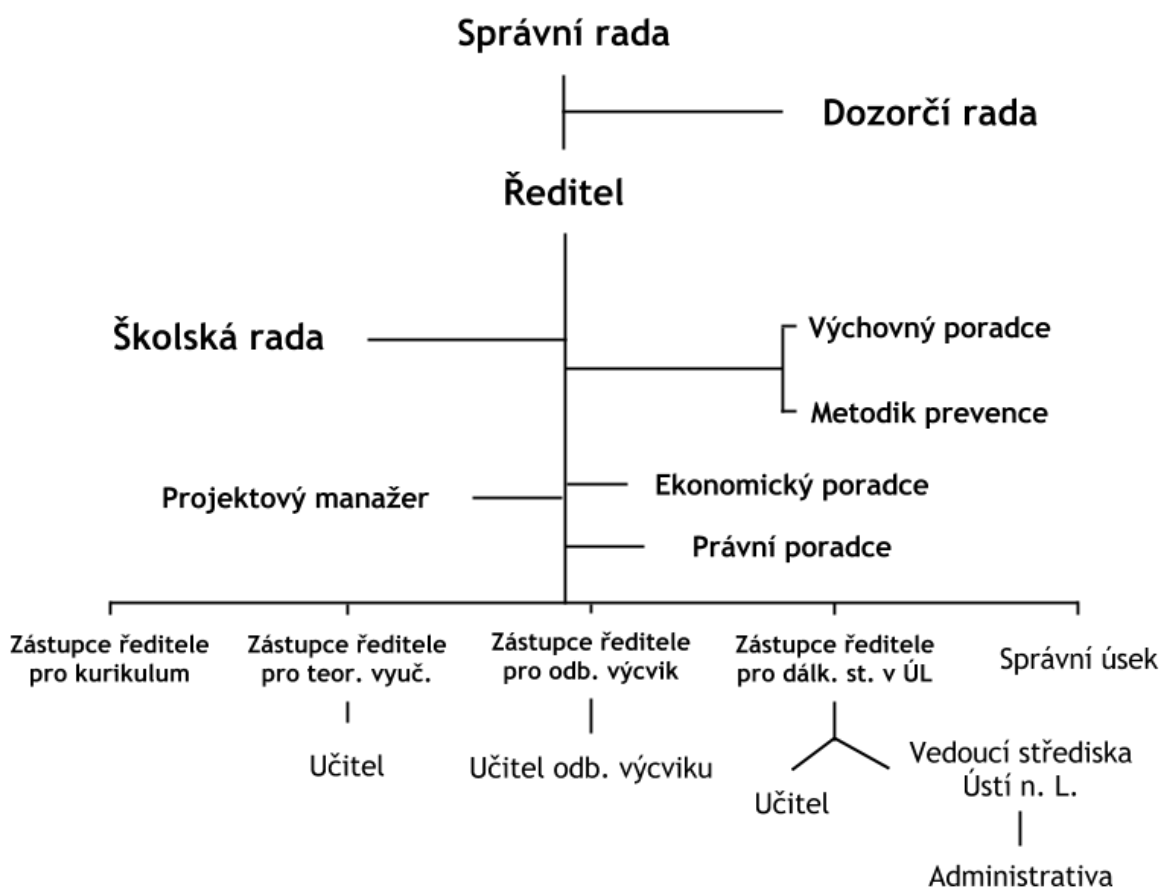 Správní rada
Dozorčí rada
Ředitel
Školská rada
Výchovný poradce
Metodik prevence
Projektový manažer
Ekonomický poradce
Právní poradce
Zástupce ředitele
pro kurikulum
Zástupce ředitele
pro teor. vyuč.
Zástupce ředitele
pro odb. výcvik
Zástupce ředitele
pro dálk. st. v ÚL
Správní úsek
Učitel
Učitel odb. výcviku
Učitel
Vedoucí střediska
Ústí n. L.
Administrativa